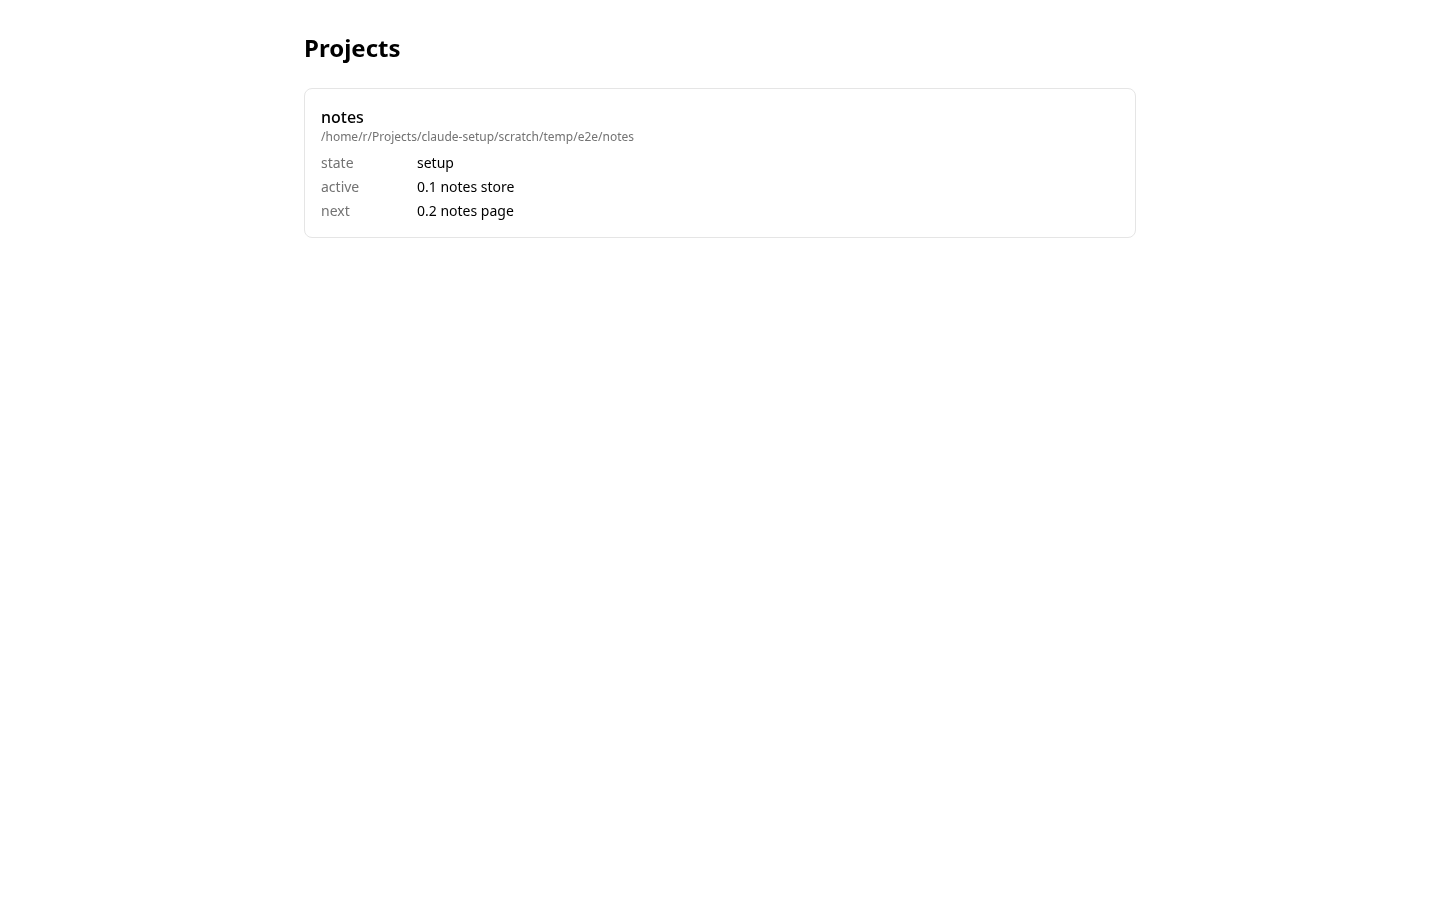 Projects
notes
/home/r/Projects/claude-setup/scratch/temp/e2e/notes
state setup
active 0.1 notes store
next 0.2 notes page